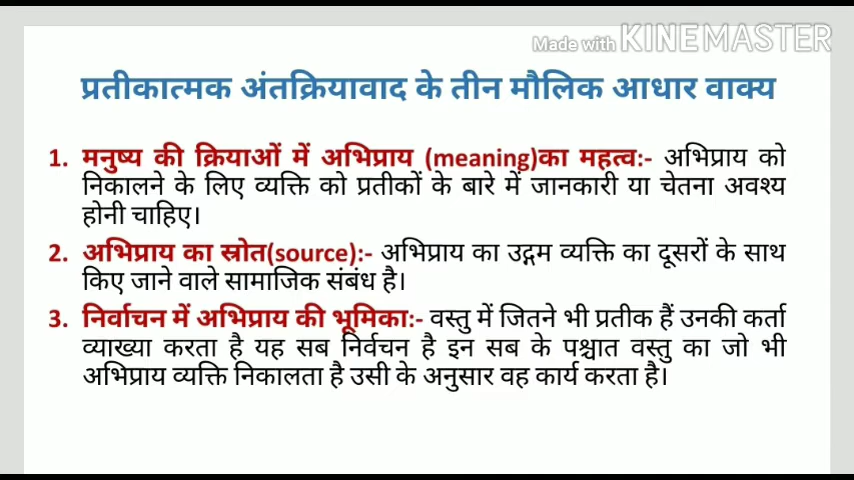 Made with KINEMASTER
प्रतीकात्मक अंतक्रियावाद के तीन मौलिक आधार वाक्य
1. मनुष्य की क्रियाओं में अभिप्राय (meaning)का महत्व:- अभिप्राय को
निकालने के लिए व्यक्ति को प्रतीकों के बारे में जानकारी या चेतना अवश्य
होनी चाहिए।
2. अभिप्राय का स्रोत(source):- अभिप्राय का उद्गम व्यक्ति का दूसरों के साथ
किए जाने वाले सामाजिक संबंध है।
3. निर्वाचन में अभिप्राय की भूमिका:- वस्तु में जितने भी प्रतीक हैं उनकी कर्ता
व्याख्या करता है यह सब निर्वचन है इन सब के पश्चात वस्तु का जो भी
अभिप्राय व्यक्ति निकालता है उसी के अनुसार वह कार्य करता है।